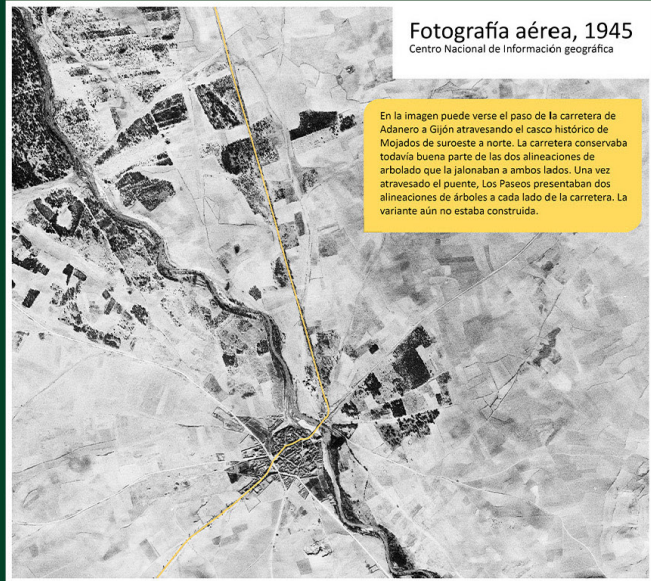 Fotografía aérea, 1945
Centro Nacional de Información geográfica
En la imagen puede verse el paso de la carretera de
Adanero a Gijón atravesando el casco histórico de
Mojados de suroeste a norte. La carretera conservaba
todavía buena parte de las dos alineaciones de
arbolado que la jalonaban a ambos lados. Una vez
atravesado el puente, Los Paseos presentaban dos
alineaciones de árboles a cada lado de la carretera. La
variante aún no estaba construida.